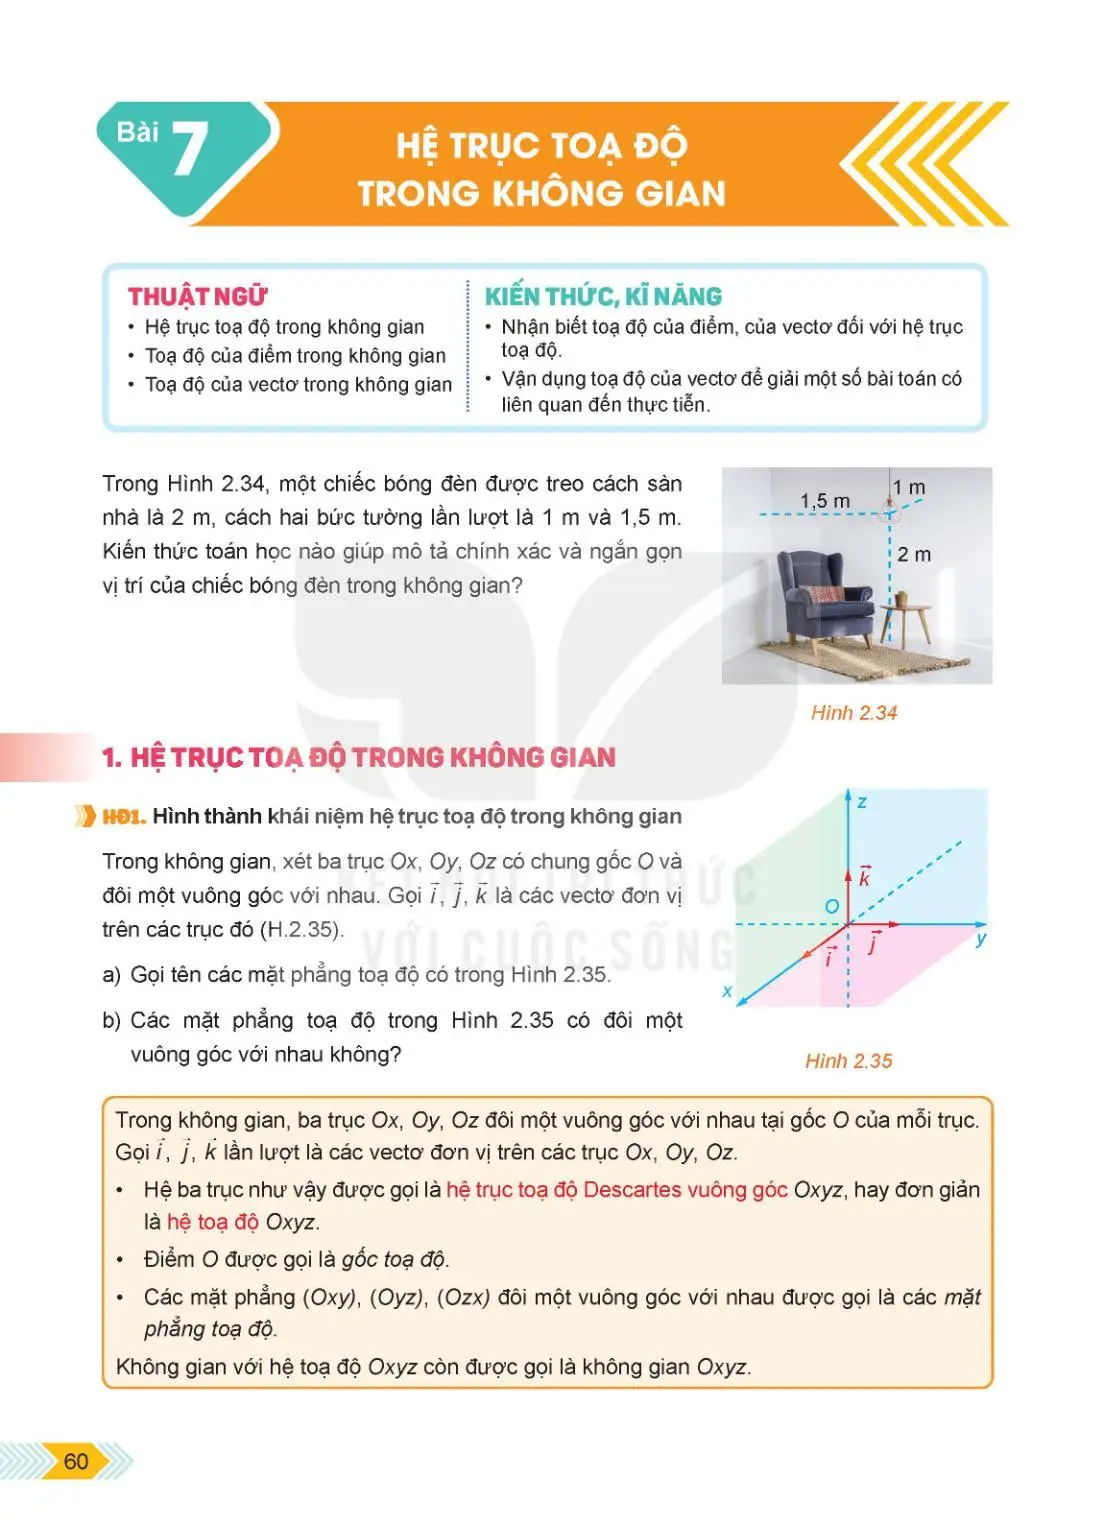 Bài 7
HỆ TRỤC TOẠ ĐỘ
TRONG KHÔNG GIAN
THUẬT NGỮ
• Hệ trục toạ độ trong không gian
• Toạ độ của điểm trong không gian
• Toạ độ của vectơ trong không gian
KIẾN THỨC, KĨ NĂNG
• Nhận biết toạ độ của điểm, của vectơ đối với hệ trục
toạ độ.
• Vận dụng toạ độ của vectơ để giải một số bài toán có
liên quan đến thực tiễn.
Trong Hình 2.34, một chiếc bóng đèn được treo cách sàn
nhà là 2 m, cách hai bức tường lần lượt là 1 m và 1,5 m.
Kiến thức toán học nào giúp mô tả chính xác và ngắn gọn
vị trí của chiếc bóng đèn trong không gian?
1,5 m
1 m
2 m
Hình 2.34
1. HỆ TRỤC TOẠ ĐỘ TRONG KHÔNG GIAN
HĐ1. Hình thành khái niệm hệ trục toạ độ trong không gian
Trong không gian, xét ba trục Ox, Oy, Oz có chung gốc O và
đôi một vuông góc với nhau. Gọi i⃗, j⃗, k⃗ là các vectơ đơn vị
trên các trục đó (H.2.35).
a) Gọi tên các mặt phẳng toạ độ có trong Hình 2.35.
b) Các mặt phẳng toạ độ trong Hình 2.35 có đôi một
vuông góc với nhau không?
z
k⃗
O
j⃗
y
i⃗
x
Hình 2.35
KẾT NỐI TRI THỨC
VỚI CUỘC SỐNG
Trong không gian, ba trục Ox, Oy, Oz đôi một vuông góc với nhau tại gốc O của mỗi trục.
Gọi i⃗, j⃗, k⃗ lần lượt là các vectơ đơn vị trên các trục Ox, Oy, Oz.
• Hệ ba trục như vậy được gọi là hệ trục toạ độ Descartes vuông góc Oxyz, hay đơn giản
là hệ toạ độ Oxyz.
• Điểm O được gọi là gốc toạ độ.
• Các mặt phẳng (Oxy), (Oyz), (Ozx) đôi một vuông góc với nhau được gọi là các mặt
phẳng toạ độ.
Không gian với hệ toạ độ Oxyz còn được gọi là không gian Oxyz.
60